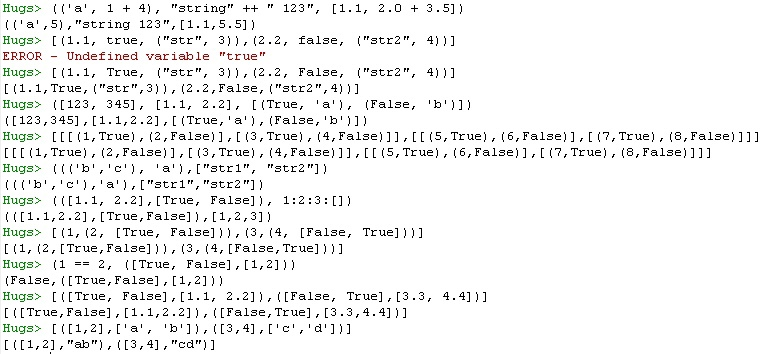 Hugs> (('a', 1 + 4), "string" ++ " 123", [1.1, 2.0 + 3.5])
(('a',5),"string 123",[1.1,5.5])
Hugs> [(1.1, true, ("str", 3)),(2.2, false, ("str2", 4))]
ERROR - Undefined variable "true"
Hugs> [(1.1, True, ("str", 3)),(2.2, False, ("str2", 4))]
[(1.1,True,("str",3)),(2.2,False,("str2",4))]
Hugs> ([123, 345], [1.1, 2.2], [(True, 'a'), (False, 'b')])
([123,345],[1.1,2.2],[(True,'a'),(False,'b')])
Hugs> [[[(1,True),(2,False)],[(3,True),(4,False)]],[[(5,True),(6,False)],[(7,True),(8,False)]]]
[[[(1,True),(2,False)],[(3,True),(4,False)]],[[(5,True),(6,False)],[(7,True),(8,False)]]]
Hugs> ((('b','c'), 'a'),["str1", "str2"])
((('b','c'),'a'),["str1","str2"])
Hugs> (([1.1, 2.2],[True, False]), 1:2:3:[])
(([1.1,2.2],[True,False]),[1,2,3])
Hugs> [(1,(2, [True, False])),(3,(4, [False, True]))]
[(1,(2,[True,False])),(3,(4,[False,True]))]
Hugs> (1 == 2, ([True, False],[1,2]))
(False,([True,False],[1,2]))
Hugs> [([True, False],[1.1, 2.2]),([False, True],[3.3, 4.4])]
[([True,False],[1.1,2.2]),([False,True],[3.3,4.4])]
Hugs> [([1,2],['a', 'b']),([3,4],['c','d'])]
[([1,2],"ab"),([3,4],"cd")]